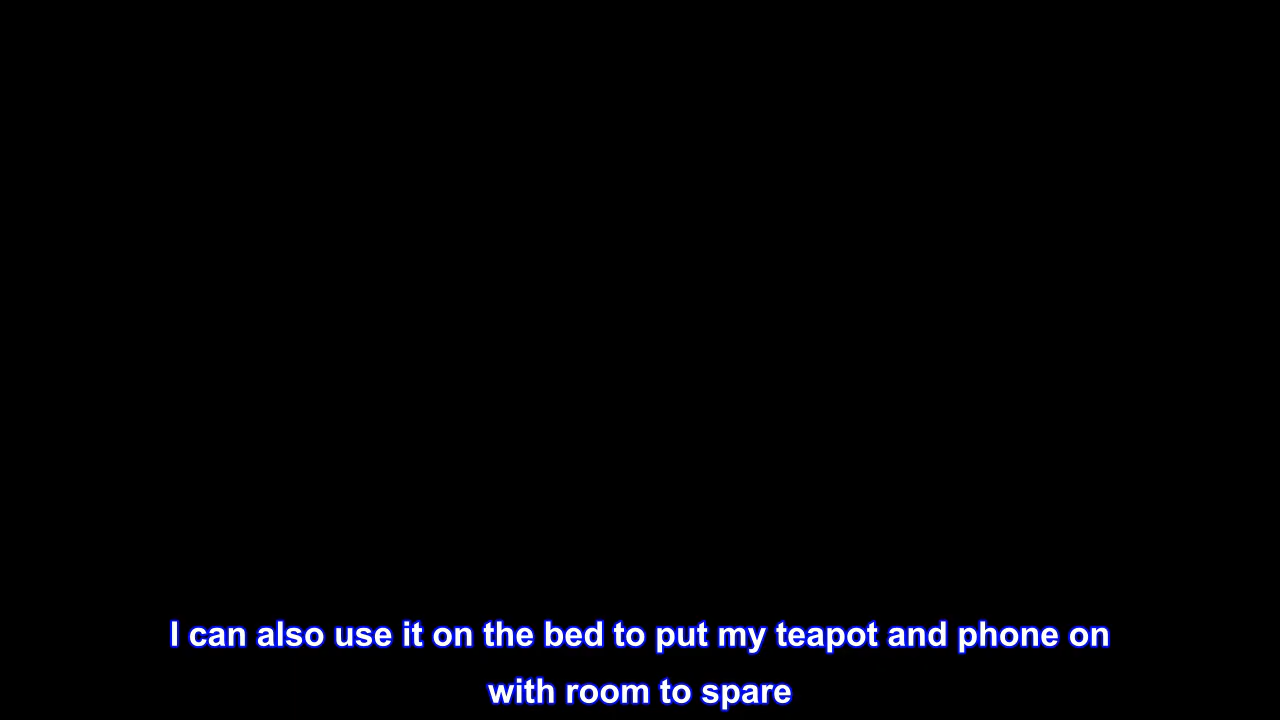 I can also use it on the bed to put my teapot and phone on
with room to spare